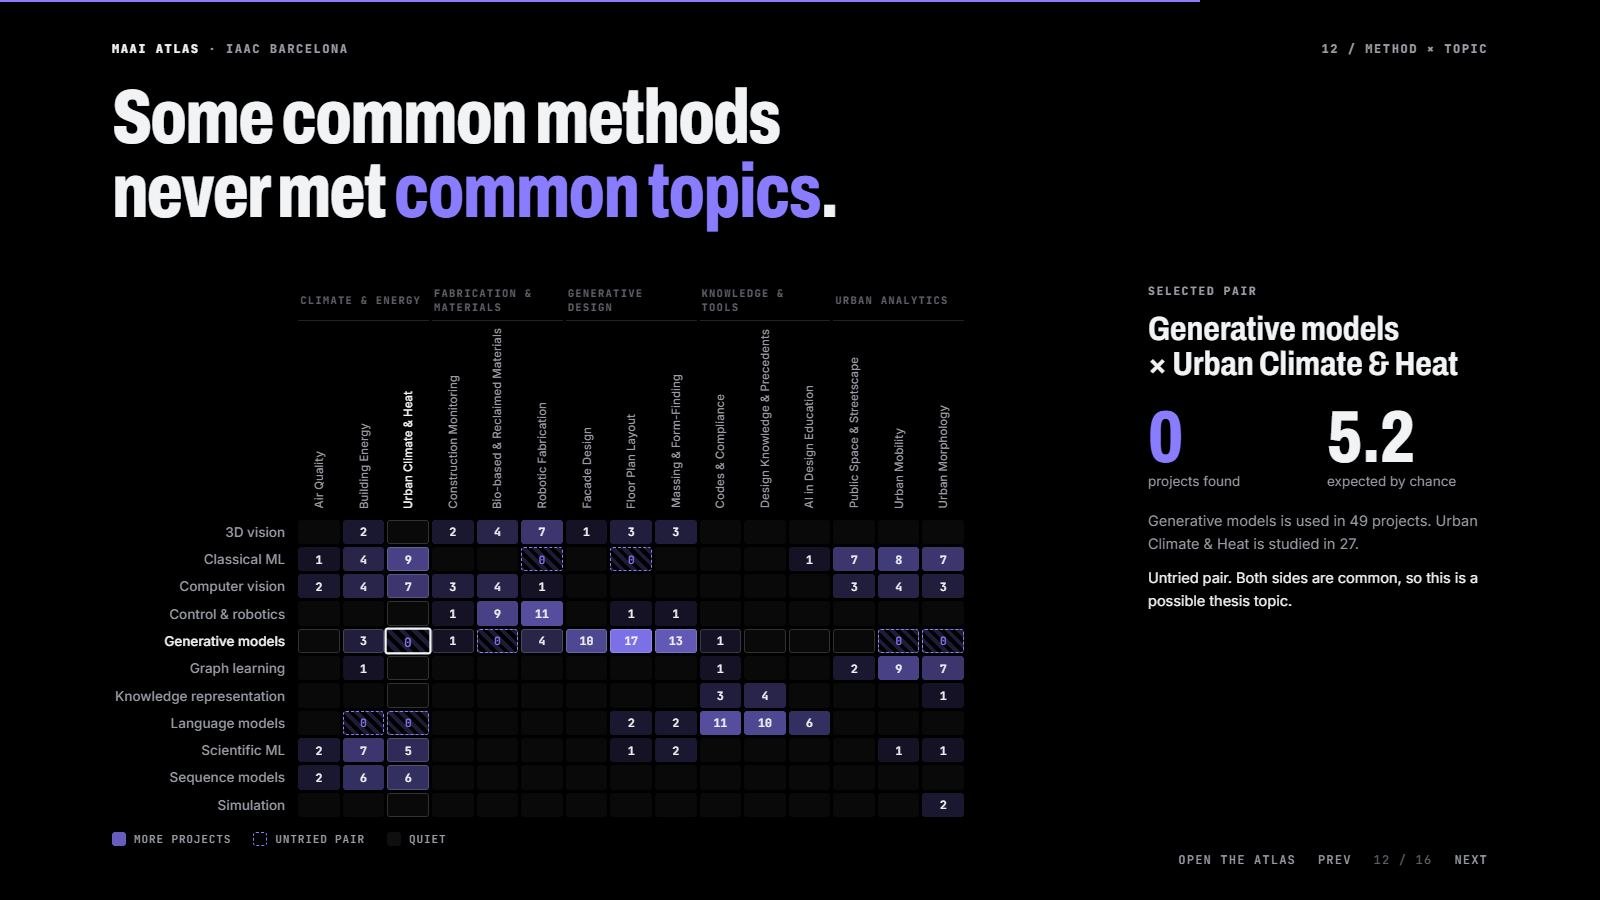 MAAI ATLAS · IAAC BARCELONA
12 / METHOD × TOPIC
Some common methods
never met common topics.
CLIMATE & ENERGY
FABRICATION &
MATERIALS
GENERATIVE
DESIGN
KNOWLEDGE &
TOOLS
URBAN ANALYTICS
Air Quality
Building Energy
Urban Climate & Heat
Construction Monitoring
Bio-based & Reclaimed Materials
Robotic Fabrication
Facade Design
Floor Plan Layout
Massing & Form-Finding
Codes & Compliance
Design Knowledge & Precedents
AI in Design Education
Public Space & Streetscape
Urban Mobility
Urban Morphology
3D vision 2 2 4 7 1 3 3
Classical ML 1 4 9 0 0 1 7 8 7
Computer vision 2 4 7 3 4 1 3 4 3
Control & robotics 1 9 11 1 1
Generative models 3 0 1 0 4 10 17 13 1 0 0
Graph learning 1 1 2 9 7
Knowledge representation 3 4 1
Language models 0 0 2 2 11 10 6
Scientific ML 2 7 5 1 2 1 1
Sequence models 2 6 6
Simulation 2
MORE PROJECTS
UNTRIED PAIR
QUIET
SELECTED PAIR
Generative models
× Urban Climate & Heat
0
projects found
5.2
expected by chance
Generative models is used in 49 projects. Urban
Climate & Heat is studied in 27.
Untried pair. Both sides are common, so this is a
possible thesis topic.
OPEN THE ATLAS PREV 12 / 16 NEXT